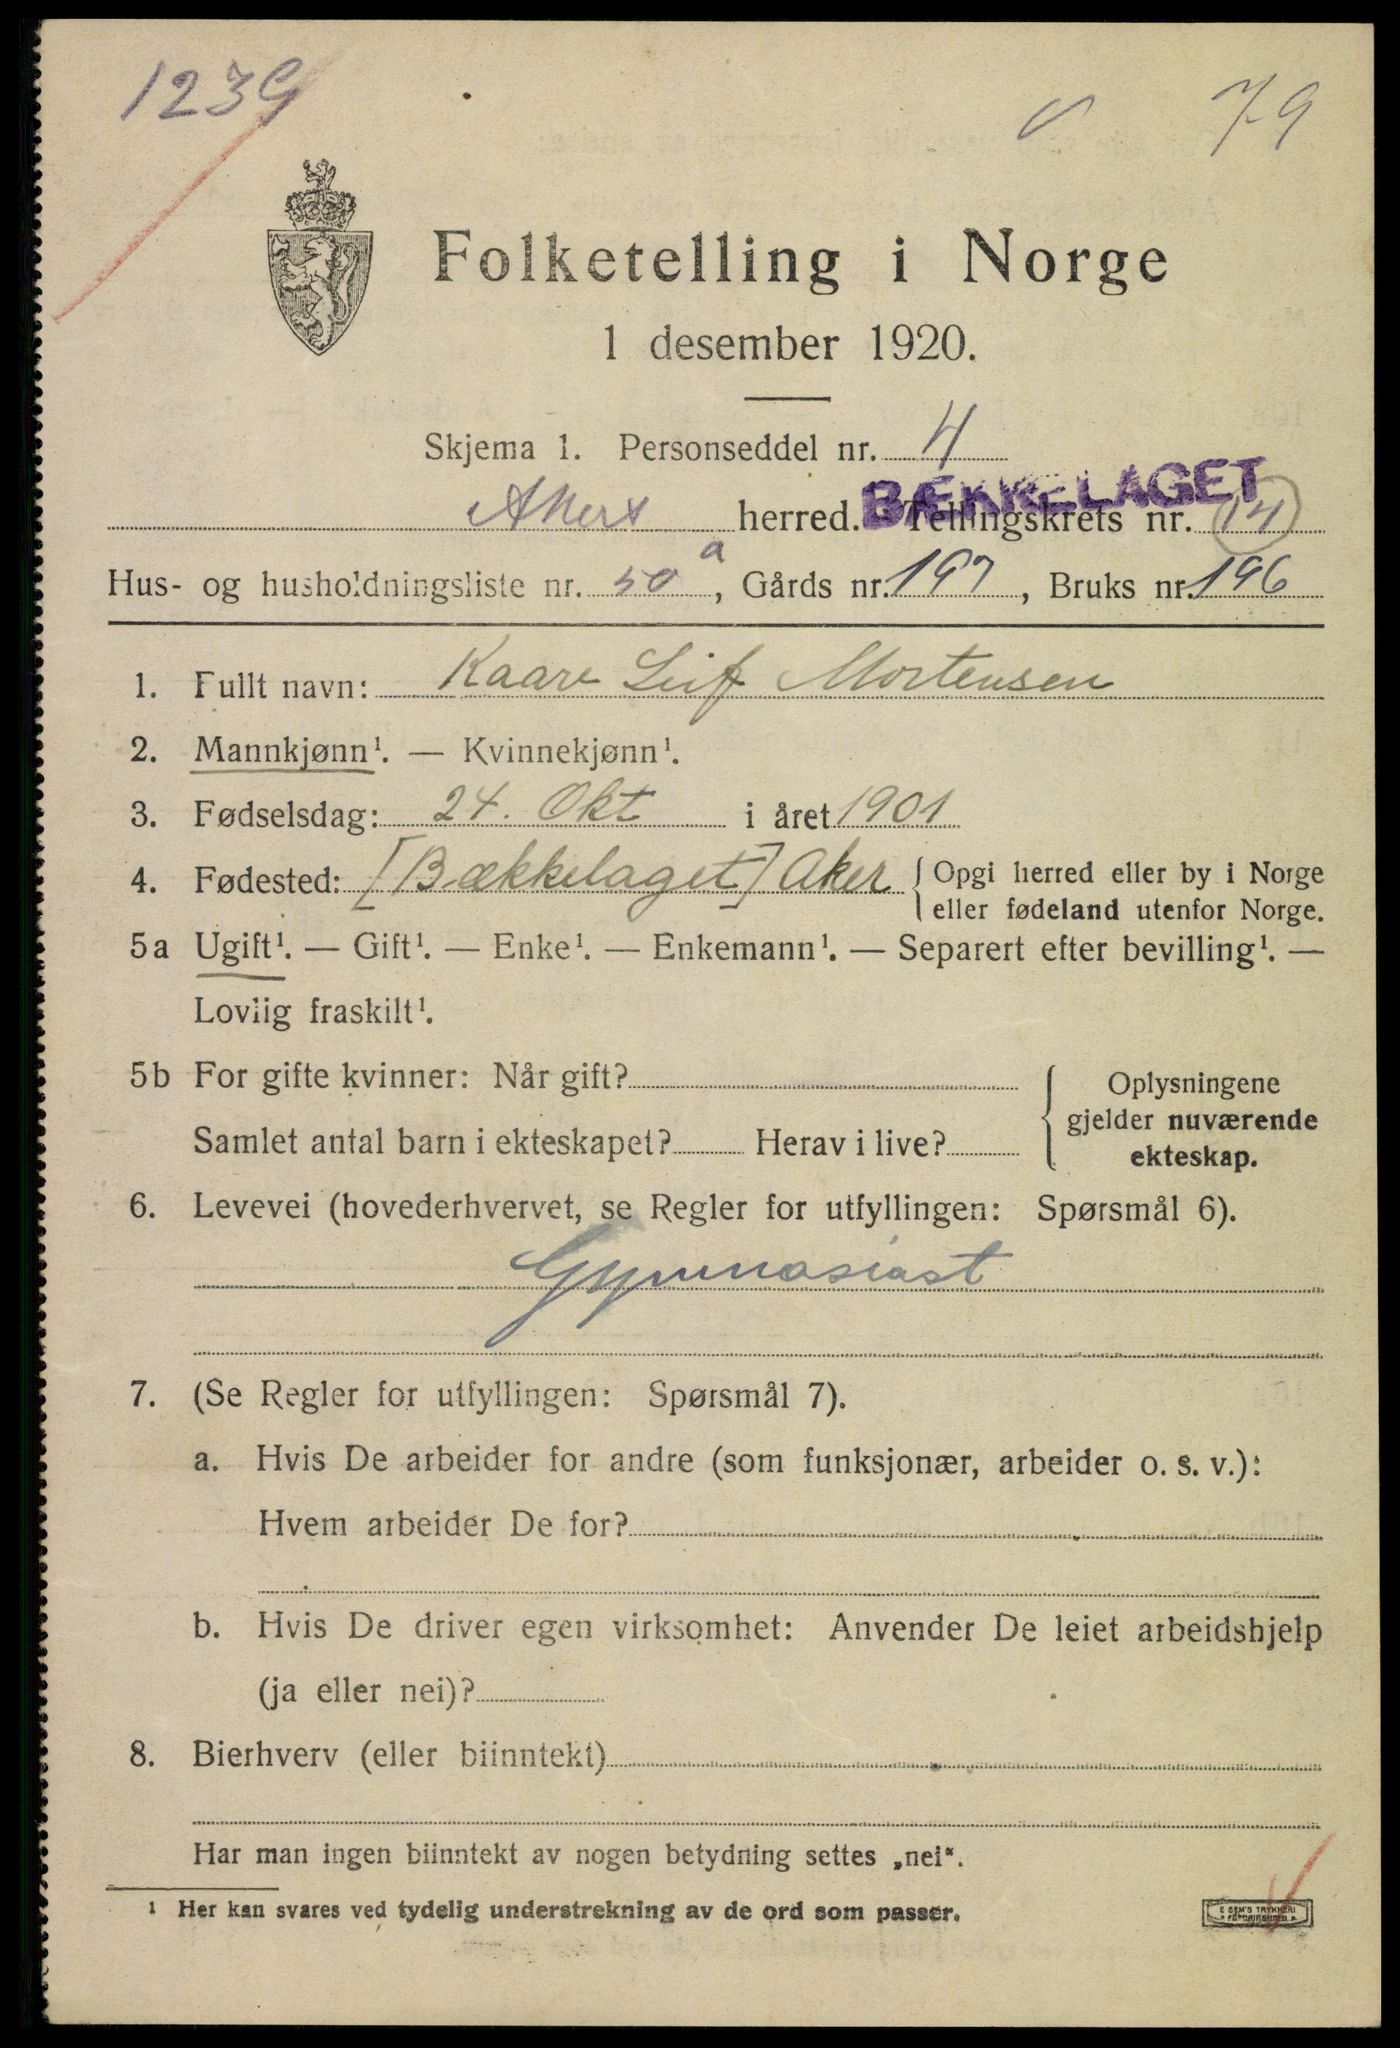 1239
79
Folketelling i Norge
1 desember 1920.
Skjema 1. Personseddel nr. 4
BÆKKELAGET
Akers herred. Tellingskrets nr. 14
Hus- og husholdningsliste nr. 50 a, Gårds nr. 197, Bruks nr. 196
1. Fullt navn: Kaare Leif Mortensen
2. Mannkjønn¹. — Kvinnekjønn¹.
3. Fødselsdag: 24. Okt i året 1901
4. Fødested: [Bækkelaget] Aker { Opgi herred eller by i Norge
eller fødeland utenfor Norge.
5a Ugift¹. — Gift¹. — Enke¹. — Enkemann¹. — Separert efter bevilling¹. —
Lovlig fraskilt¹.
5b For gifte kvinner: Når gift?
Samlet antal barn i ekteskapet? Herav i live?
{ Oplysningene
gjelder nuværende
ekteskap.
6. Levevei (hovederhvervet, se Regler for utfyllingen: Spørsmål 6).
Gymnasiast
7. (Se Regler for utfyllingen: Spørsmål 7).
a. Hvis De arbeider for andre (som funksjonær, arbeider o. s. v.):
Hvem arbeider De for?
b. Hvis De driver egen virksomhet: Anvender De leiet arbeidshjelp
(ja eller nei)?
8. Bierhverv (eller biinntekt)
Har man ingen biinntekt av nogen betydning settes „nei".
¹ Her kan svares ved tydelig understrekning av de ord som passer.
E SEM'S TRYKKERI
FREDRIKSHALD